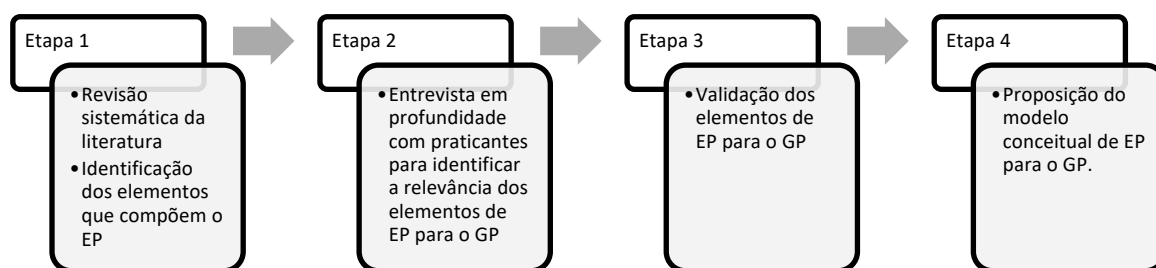 Etapa 1
•Revisão
sistemática da
literatura
•Identificação
dos elementos
que compõem o
EP
Etapa 2
•Entrevista em
profundidade
com praticantes
para identificar
a relevância dos
elementos de
EP para o GP
Etapa 3
•Validação dos
elementos de
EP para o GP
Etapa 4
•Proposição do
modelo
conceitual de EP
para o GP.